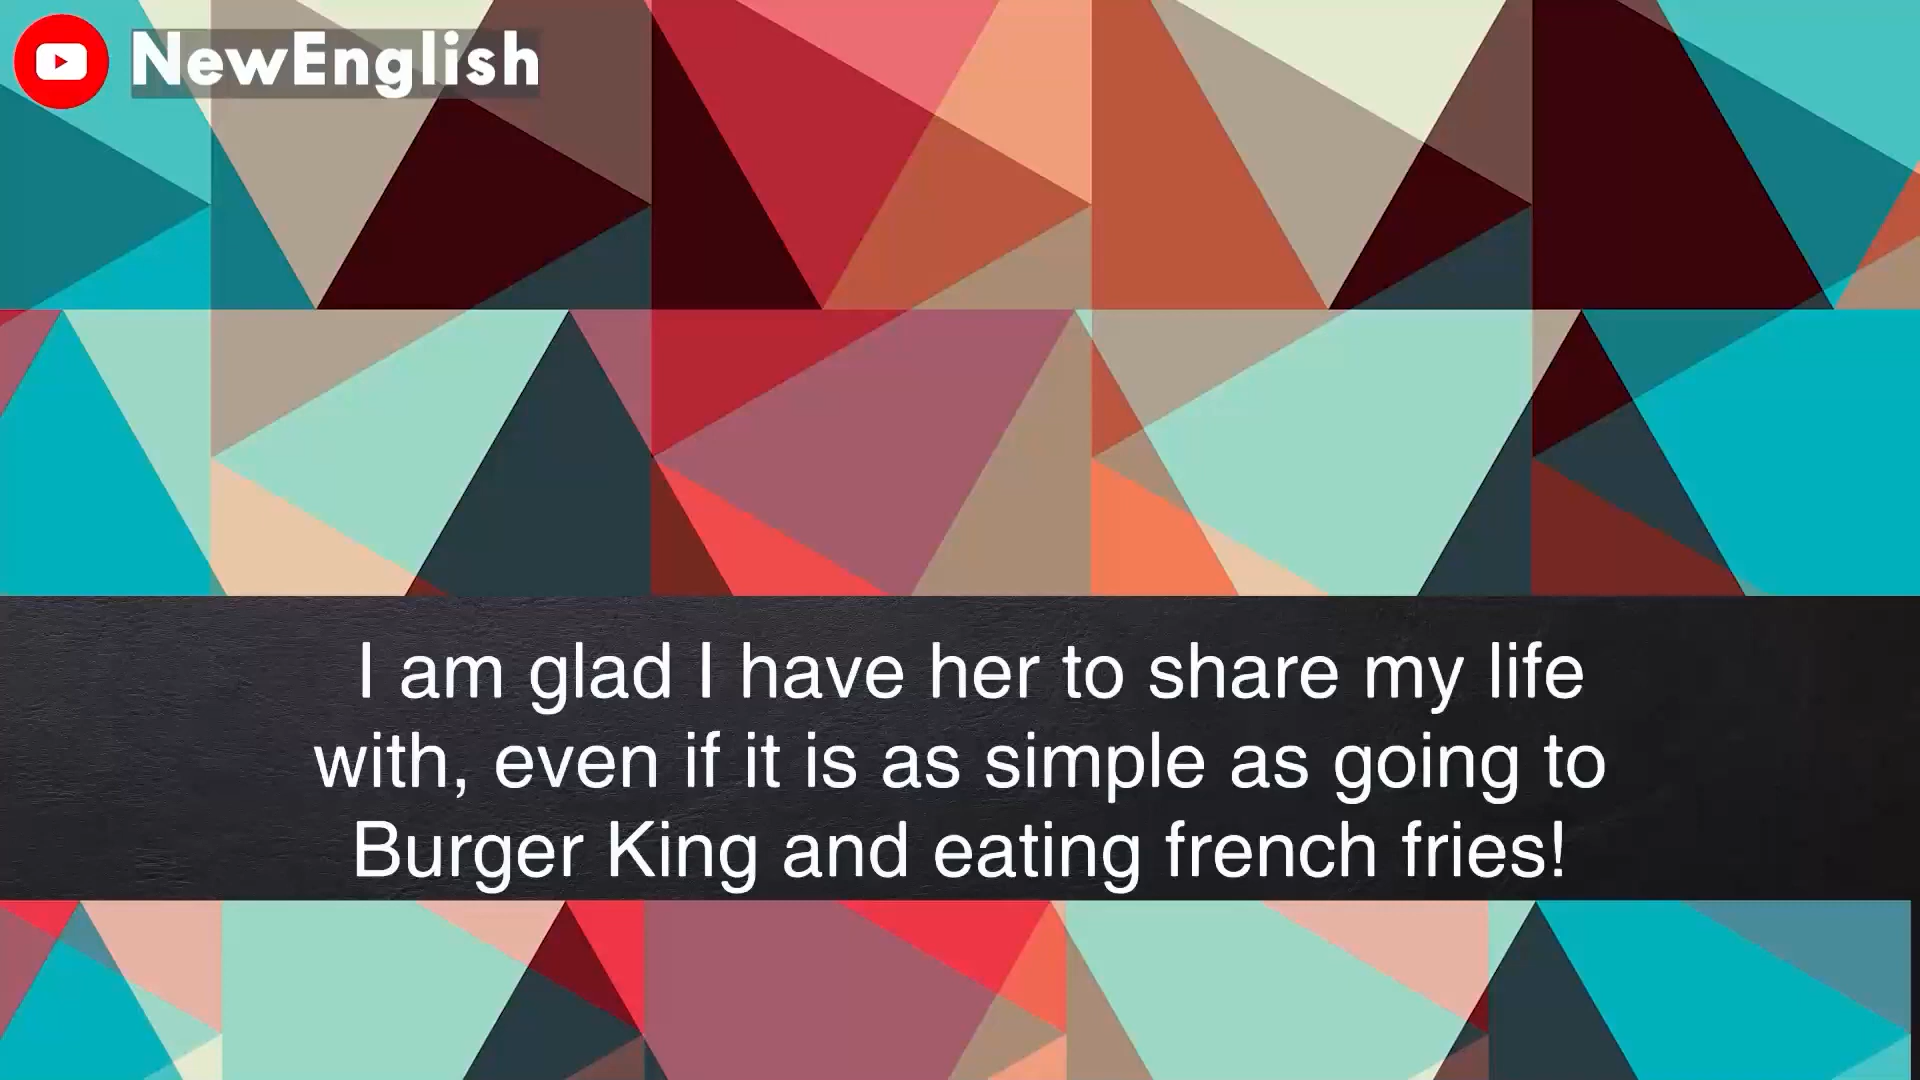 NewEnglish
I am glad I have her to share my life
with, even if it is as simple as going to
Burger King and eating french fries!